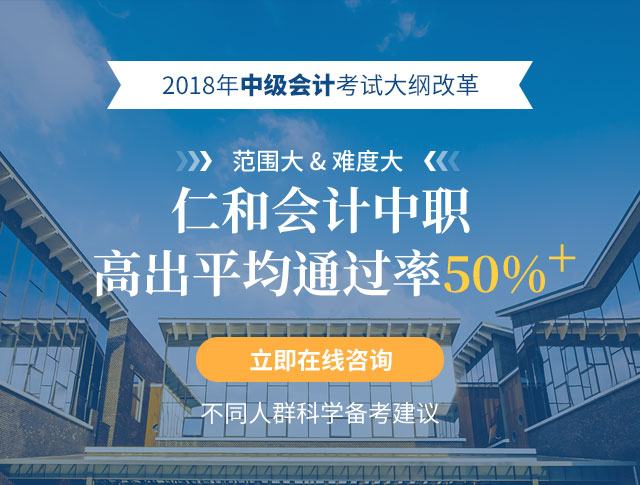 2018年中级会计考试大纲改革
范围大 & 难度大
仁和会计中职
高出平均通过率50%+
立即在线咨询
不同人群科学备考建议